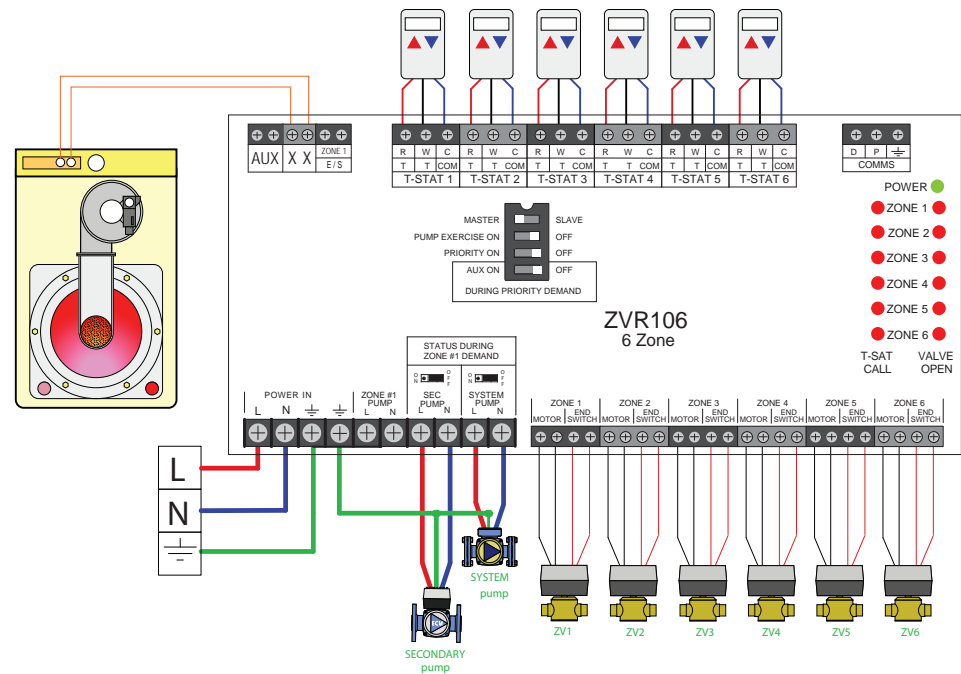 AUX X X ZONE 1
E/S
R W C R W C R W C R W C R W C R W C
T T COM T T COM T T COM T T COM T T COM T T COM
T-STAT 1 T-STAT 2 T-STAT 3 T-STAT 4 T-STAT 5 T-STAT 6
D P
COMMS
POWER
ZONE 1
ZONE 2
ZONE 3
ZONE 4
ZONE 5
ZONE 6
T-SAT VALVE
CALL OPEN
MASTER SLAVE
PUMP EXERCISE ON OFF
PRIORITY ON OFF
AUX ON OFF
DURING PRIORITY DEMAND
ZVR106
6 Zone
STATUS DURING
ZONE #1 DEMAND
ON OFF ON OFF
POWER IN
L N
ZONE #1
PUMP
L N
SEC
PUMP
L N
SYSTEM
PUMP
L N
ZONE 1 ZONE 2 ZONE 3 ZONE 4 ZONE 5 ZONE 6
MOTOR END SWITCH MOTOR END SWITCH MOTOR END SWITCH MOTOR END SWITCH MOTOR END SWITCH MOTOR END SWITCH
L
N
SYSTEM
pump
ECM
SECONDARY
pump
ZV1 ZV2 ZV3 ZV4 ZV5 ZV6